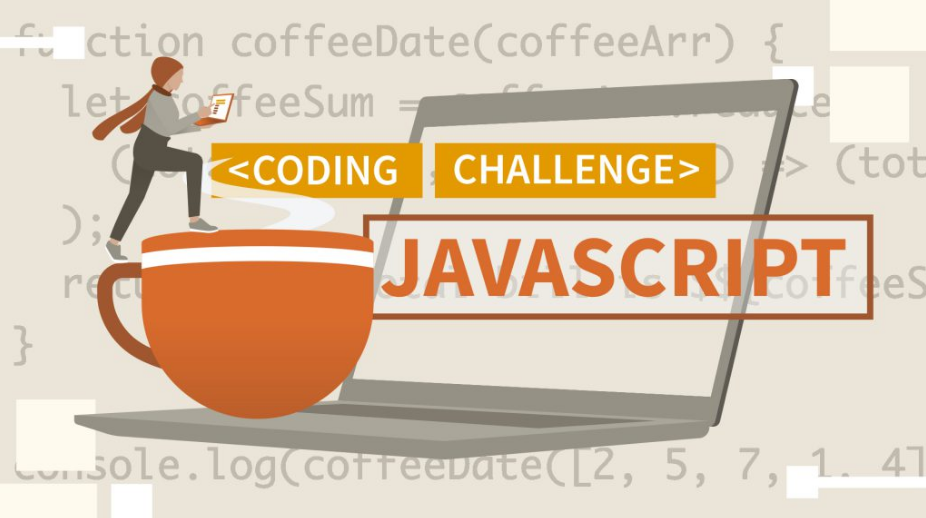 function coffeeDate(coffeeArr) {
let coffeeSum =
<CODING CHALLENGE>
=> (tot
);
JAVASCRIPT
}
console.log(coffeeDate([2, 5, 7, 1, 4]